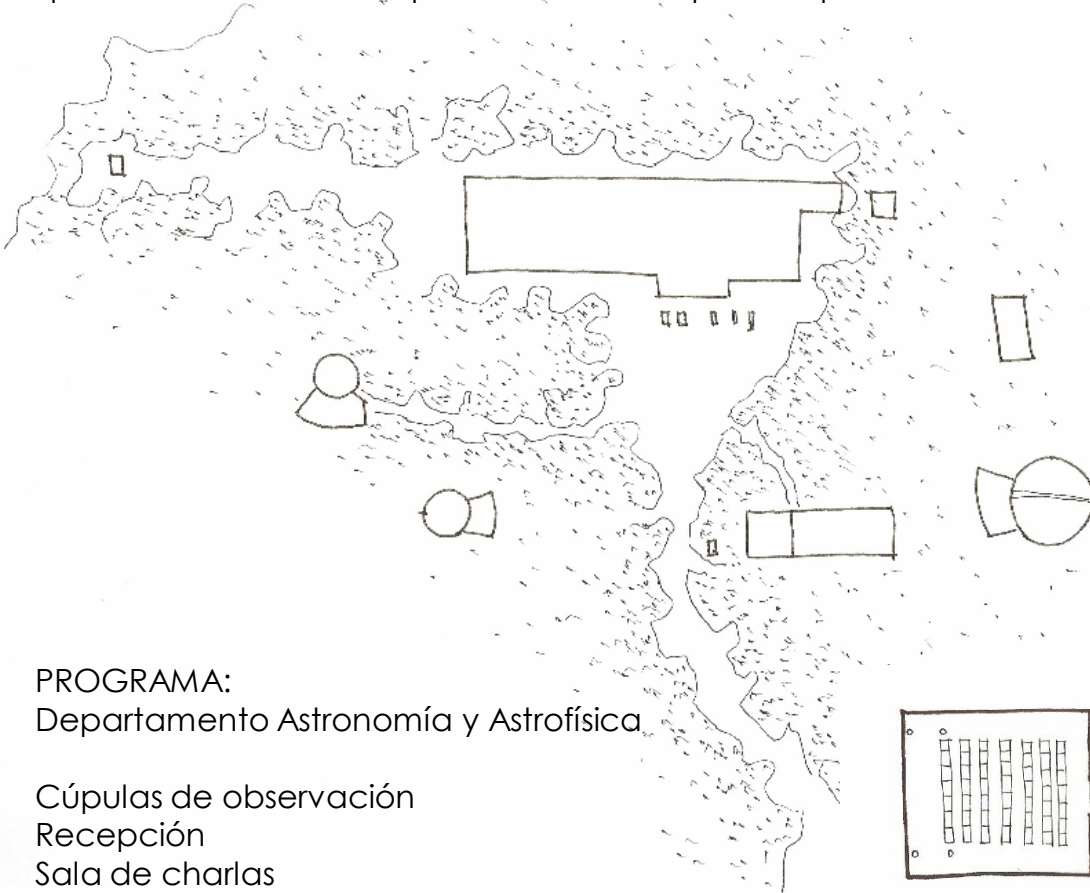 PROGRAMA:
Departamento Astronomía y Astrofísica
Cúpulas de observación
Recepción
Sala de charlas